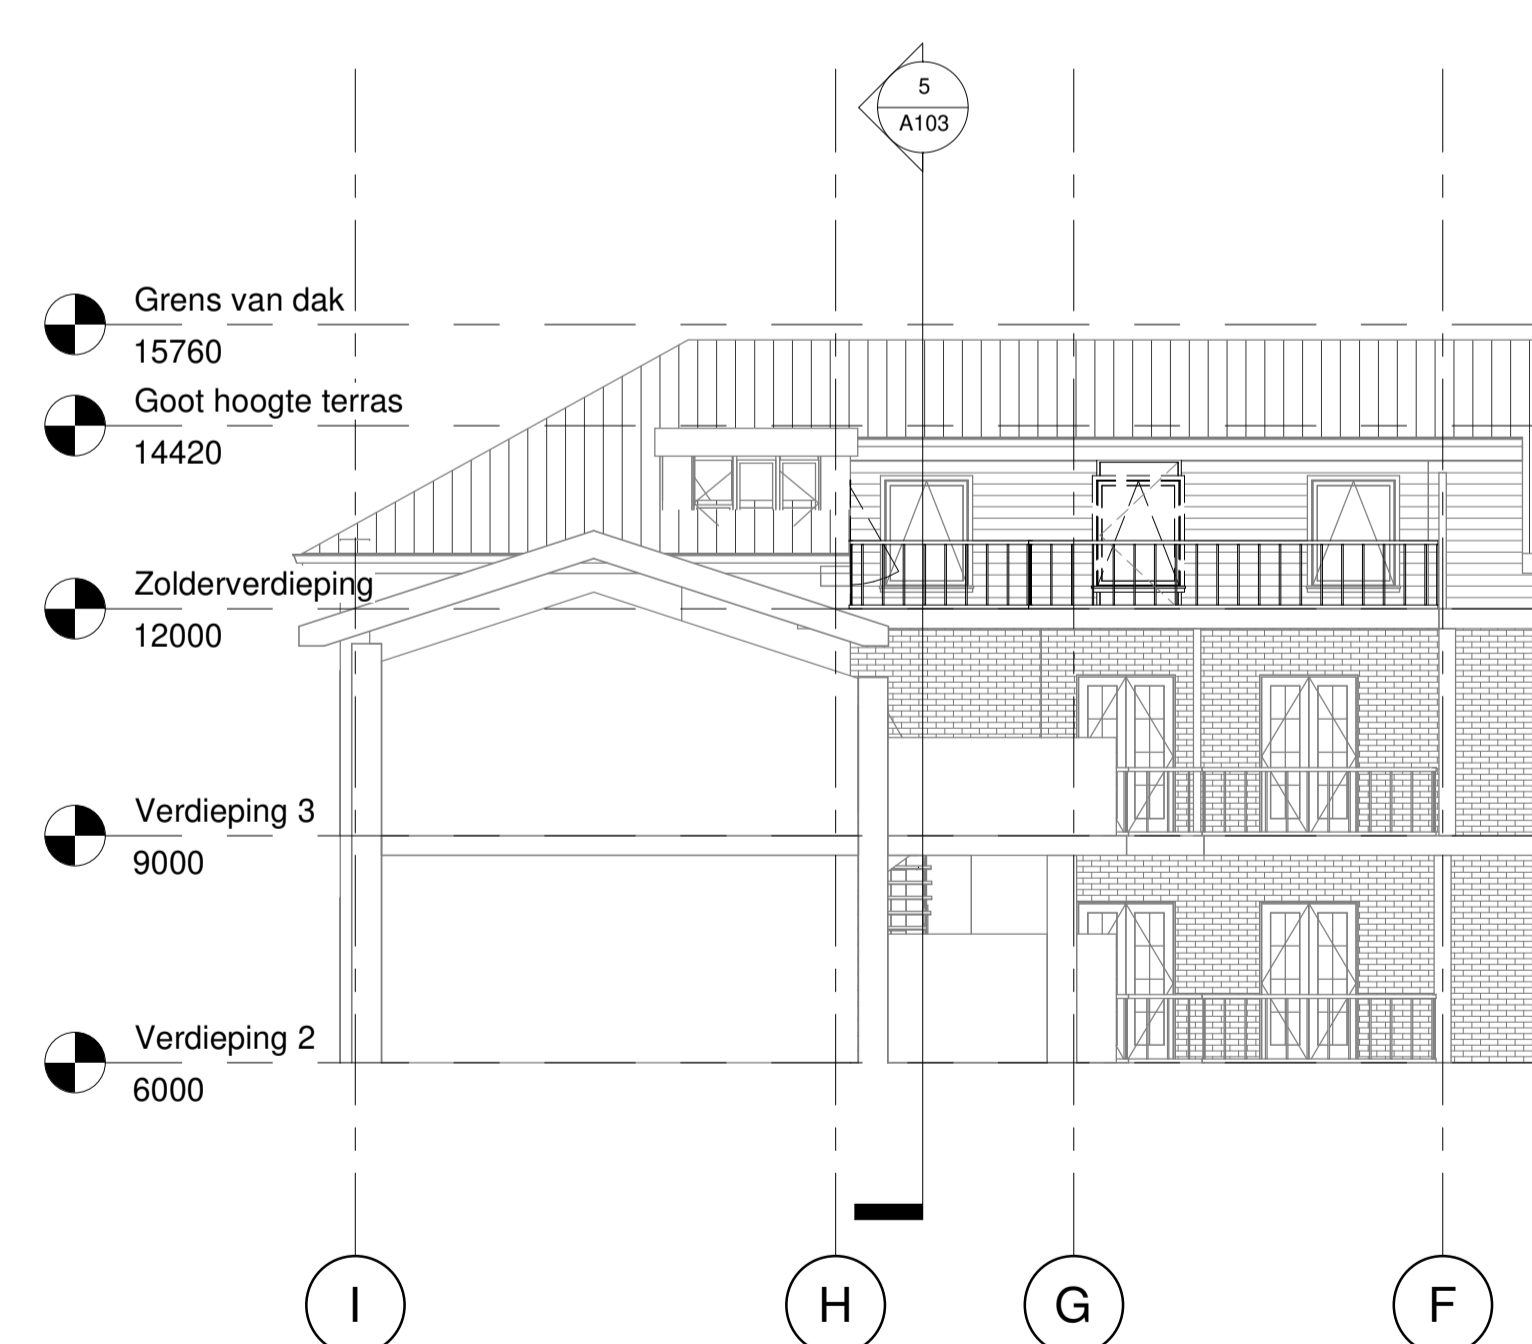 5
A103
Grens van dak
15760
Goot hoogte terras
14420
Zolderverdieping
12000
Verdieping 3
9000
Verdieping 2
6000
I
H
G
F